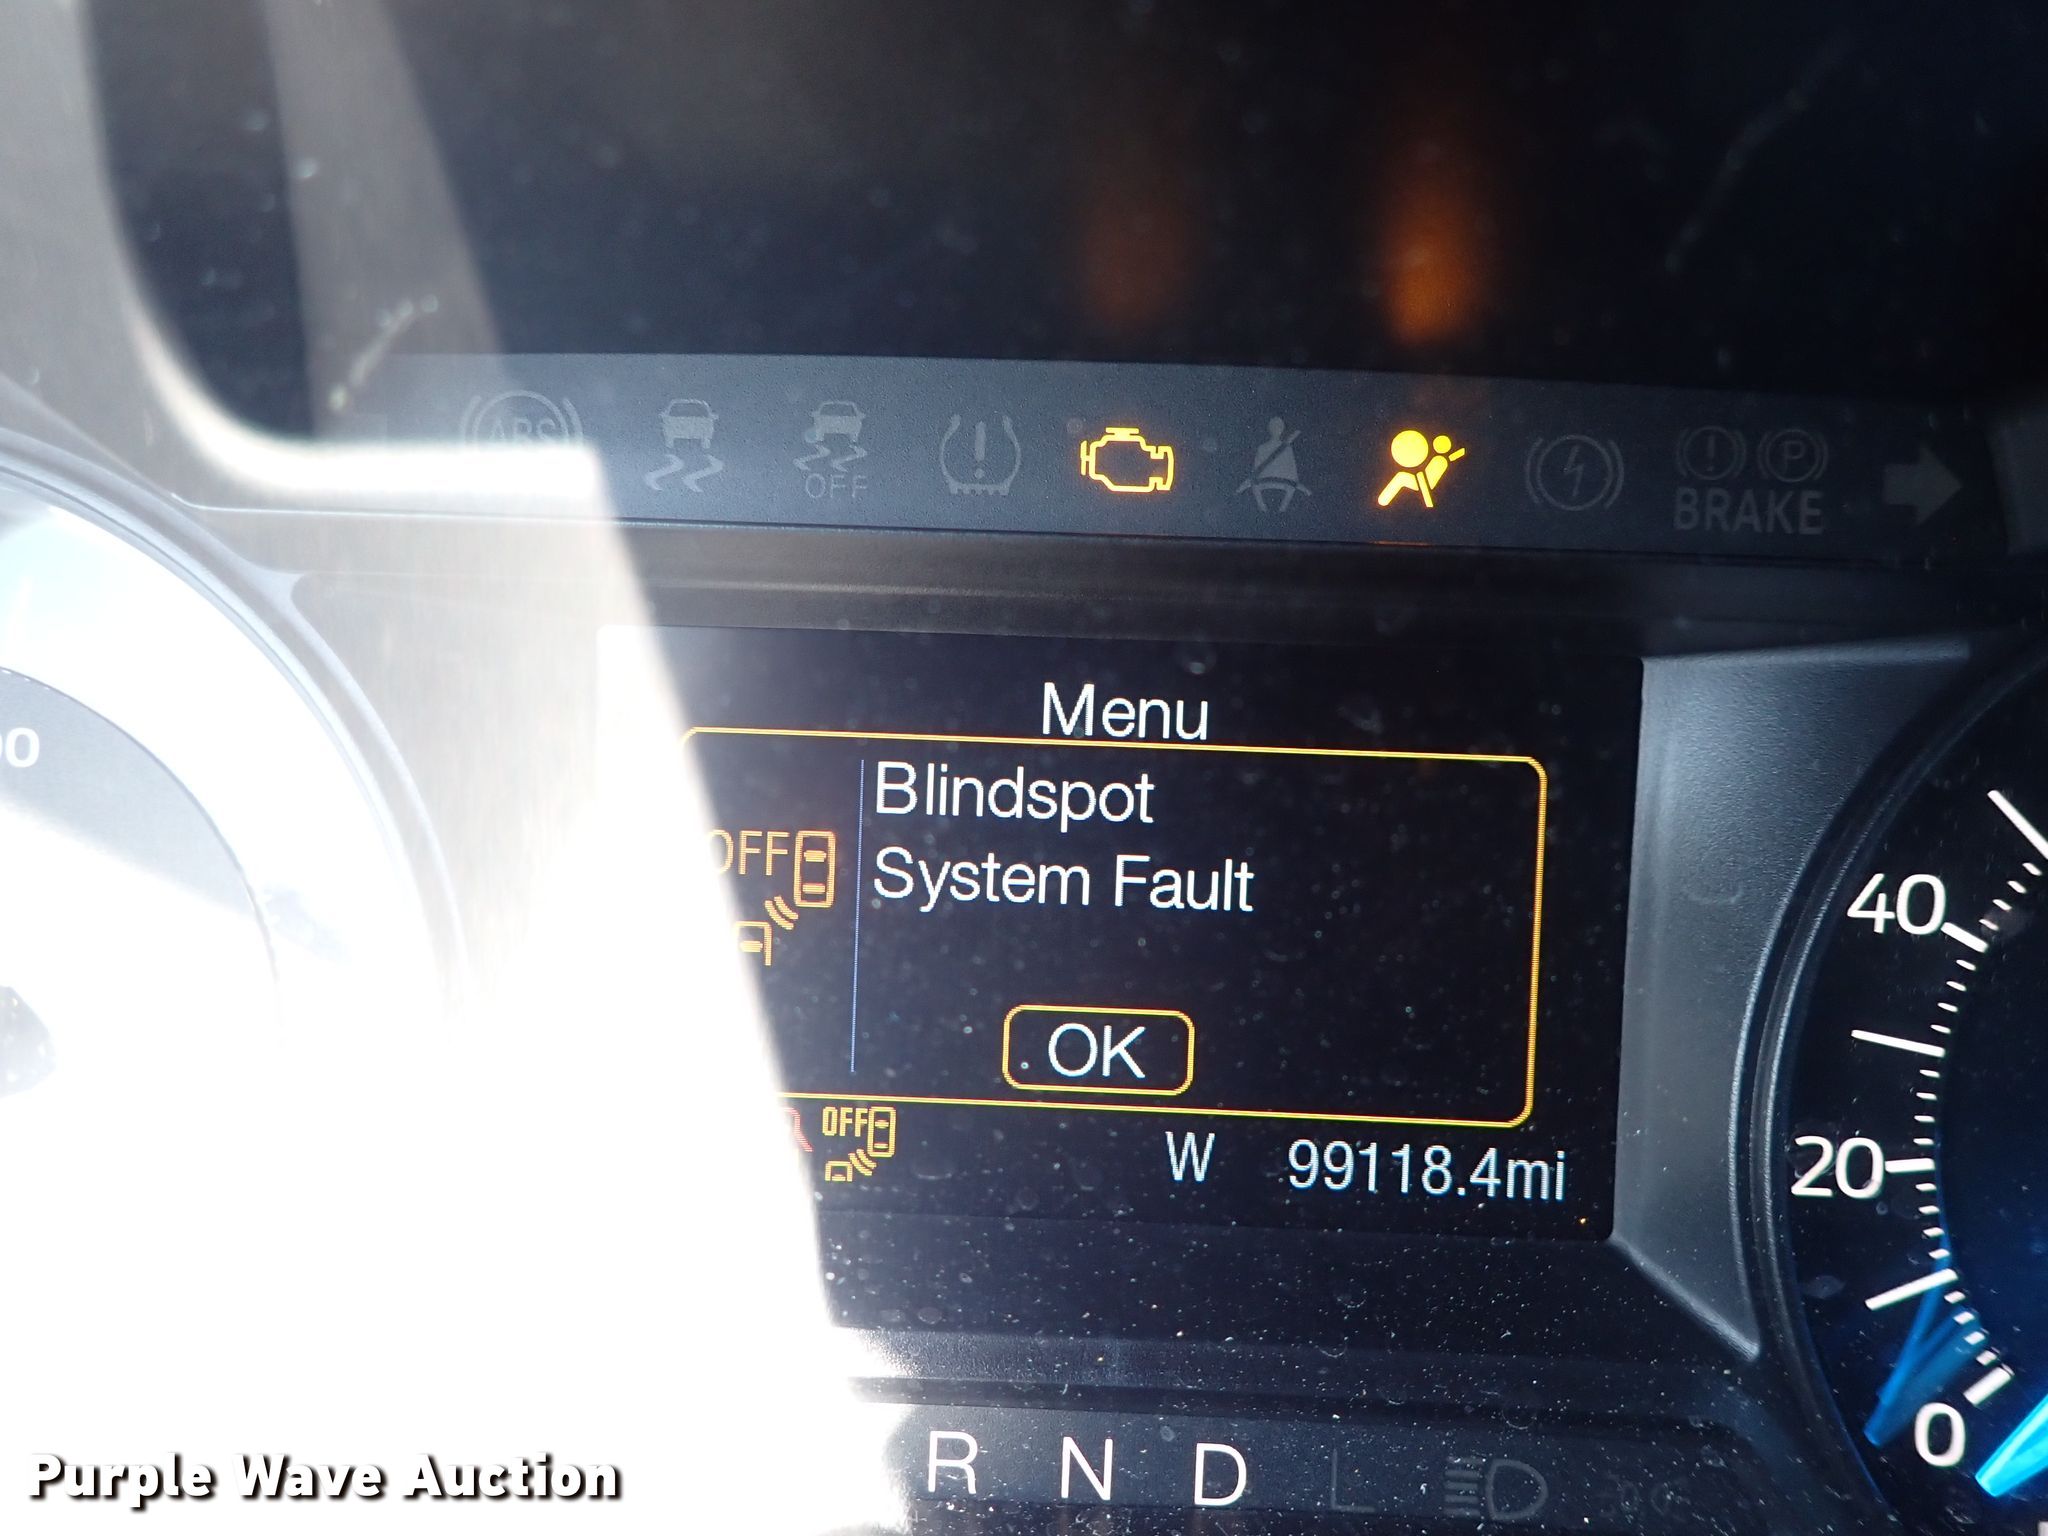 ABS
OFF
BRAKE
Menu
Blindspot
System Fault
OFF
OK
OFF
W 99118.4mi
40
20
0
R N D L
Purple Wave Auction